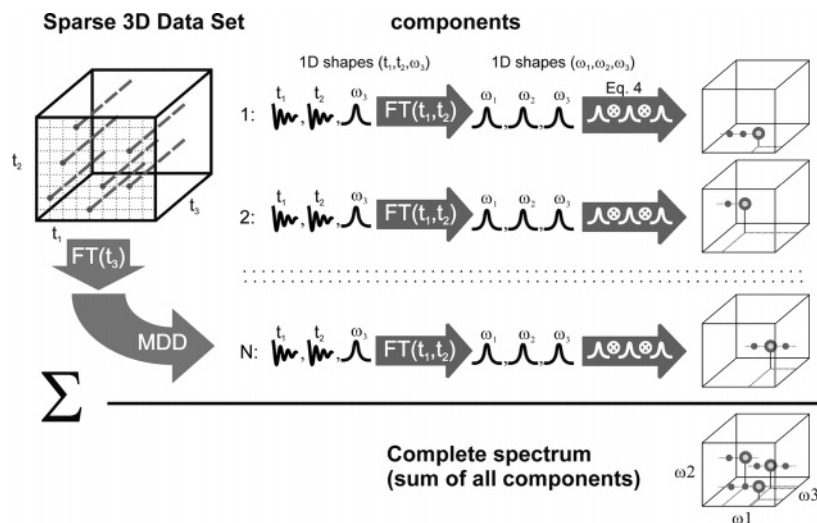 Sparse 3D Data Set
components
1D shapes (t₁,t₂,ω₃)
1D shapes (ω₁,ω₂,ω₃)
t₂
t₁
t₃
FT(t₃)
MDD
1:
t₁
,
t₂
,
ω₃
FT(t₁,t₂)
ω₁
,
ω₂
,
ω₃
Eq. 4
⊗ ⊗
2:
t₁
,
t₂
,
ω₃
FT(t₁,t₂)
ω₁
,
ω₂
,
ω₃
⊗ ⊗
N:
t₁
,
t₂
,
ω₃
FT(t₁,t₂)
ω₁
,
ω₂
,
ω₃
⊗ ⊗
Σ
Complete spectrum
(sum of all components)
ω2
ω3
ω1